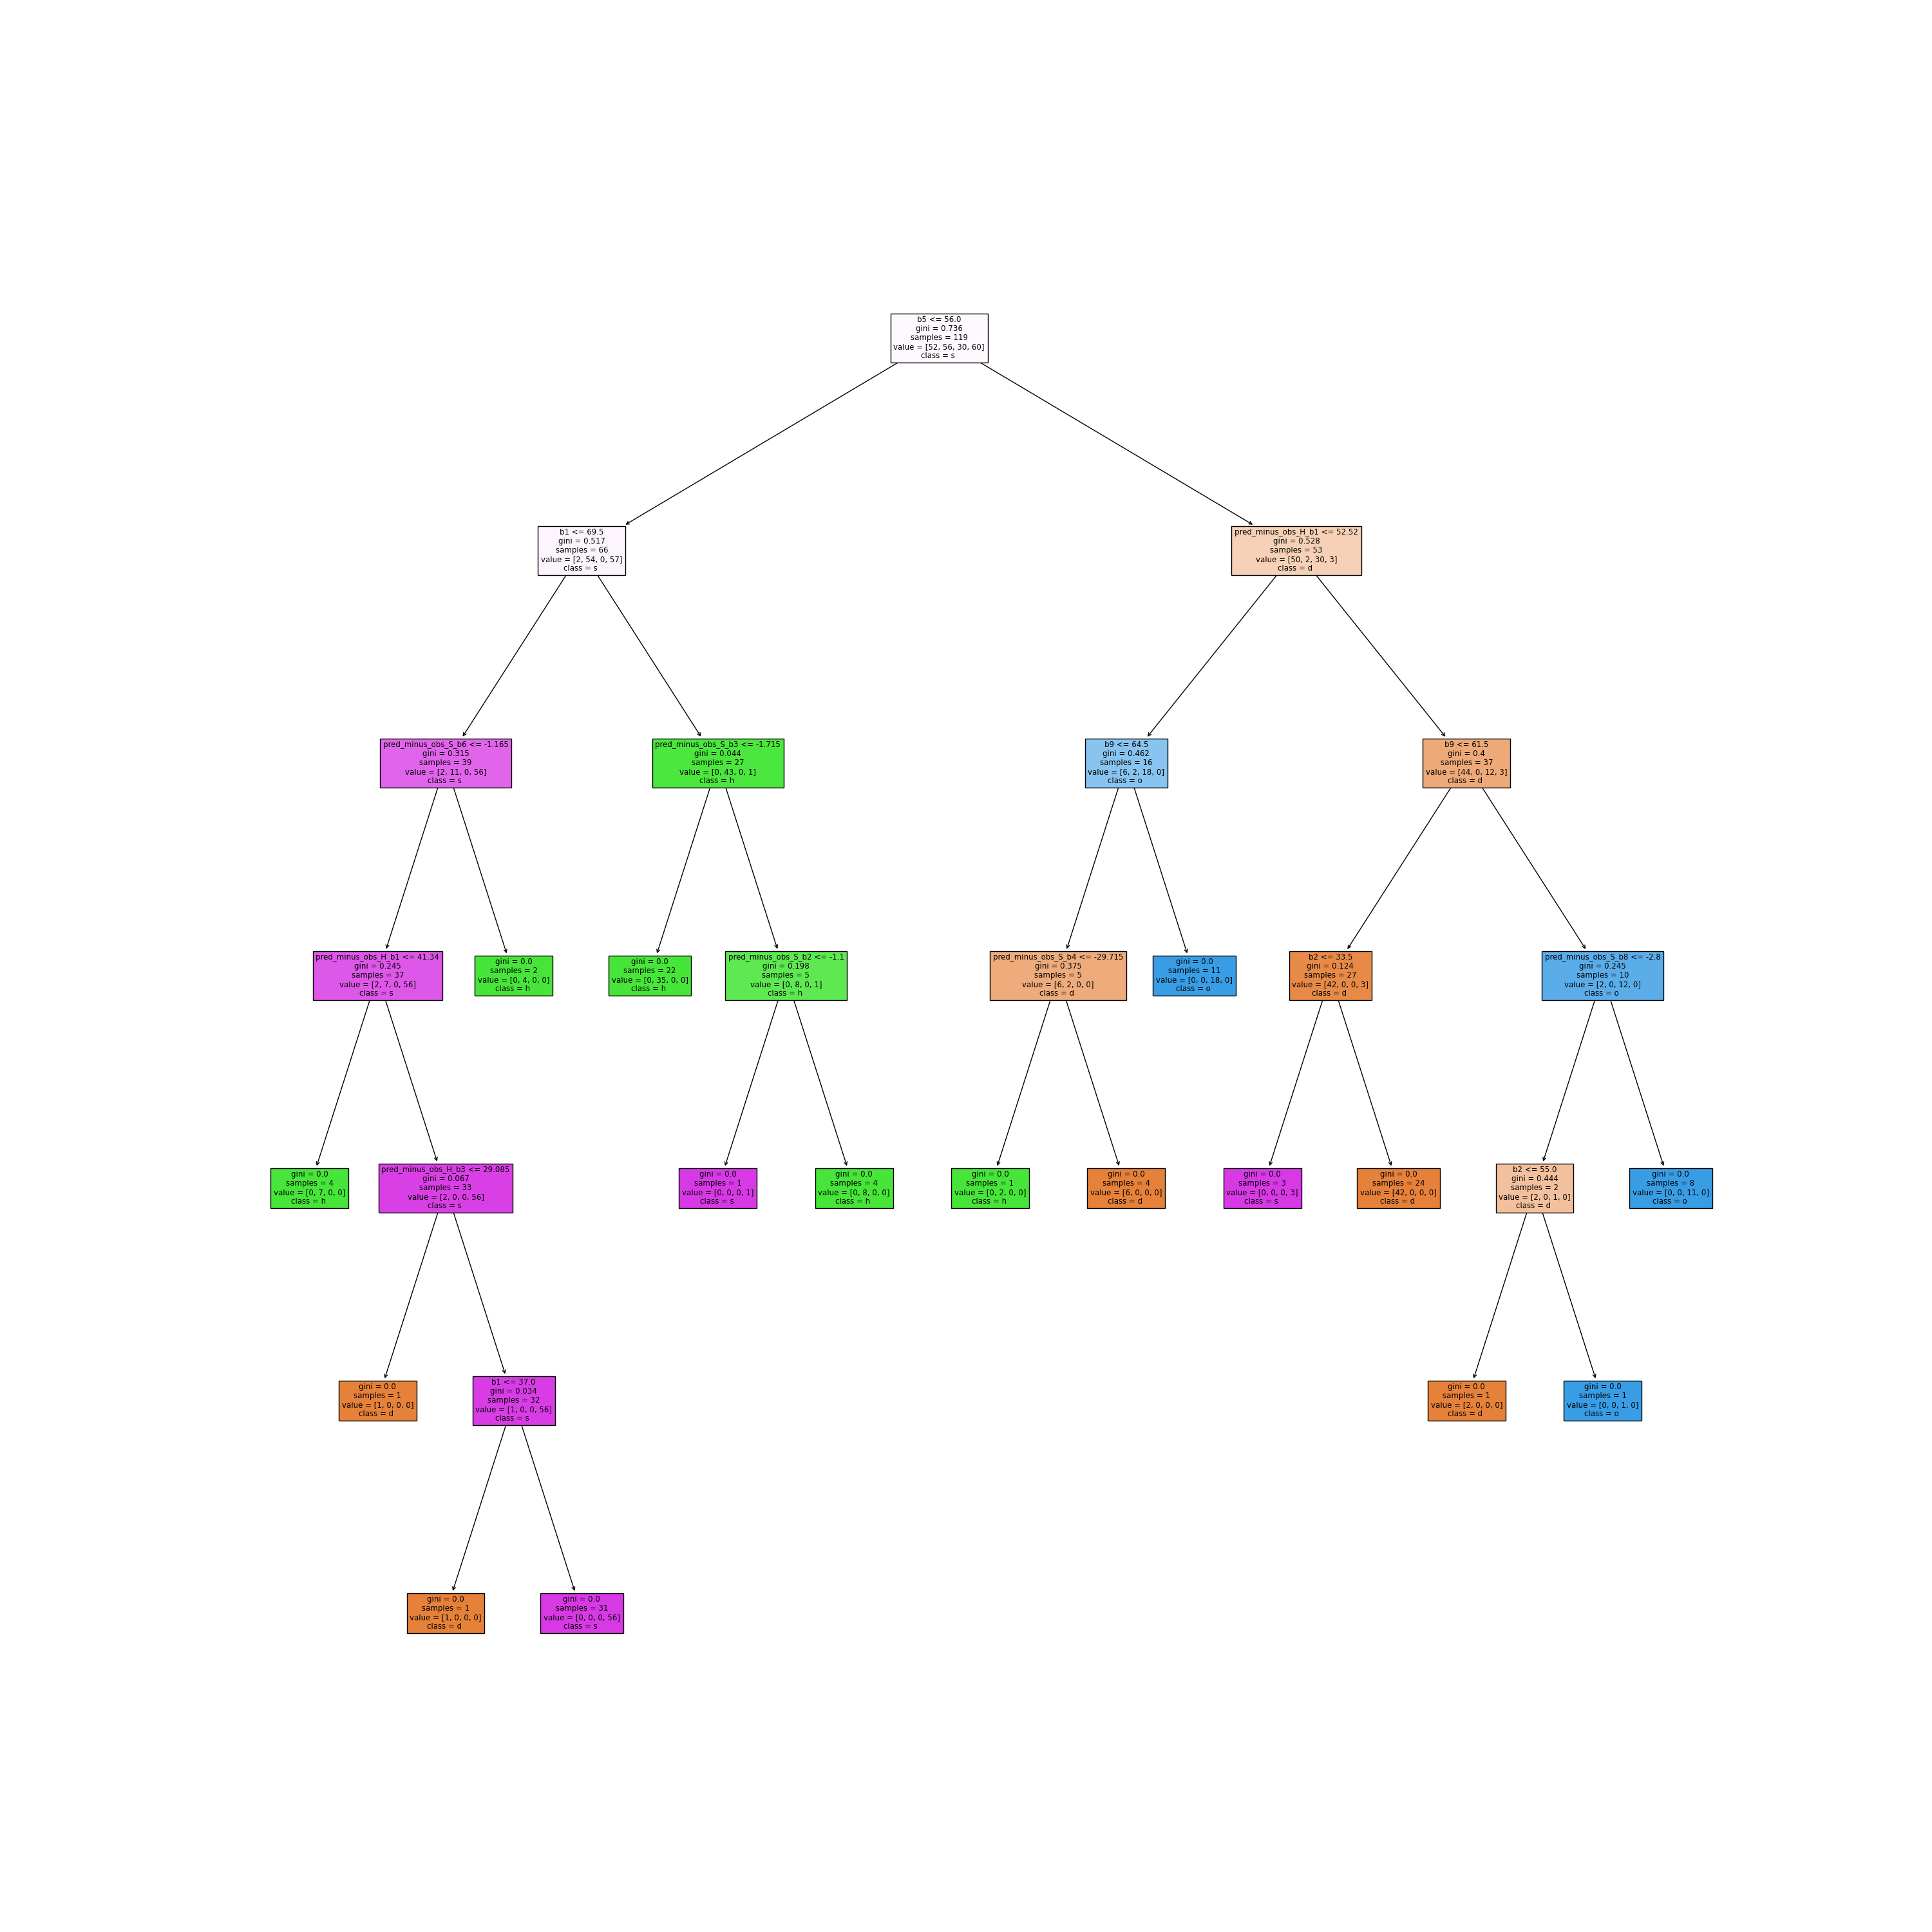 b5 <= 56.0
gini = 0.736
samples = 119
value = [52, 56, 30, 60]
class = s
b1 <= 69.5
gini = 0.517
samples = 66
value = [2, 54, 0, 57]
class = s
pred_minus_obs_H_b1 <= 52.52
gini = 0.528
samples = 53
value = [50, 2, 30, 3]
class = d
pred_minus_obs_S_b6 <= -1.165
gini = 0.315
samples = 39
value = [2, 11, 0, 56]
class = s
pred_minus_obs_S_b3 <= -1.715
gini = 0.044
samples = 27
value = [0, 43, 0, 1]
class = h
b9 <= 64.5
gini = 0.462
samples = 16
value = [6, 2, 18, 0]
class = o
b9 <= 61.5
gini = 0.4
samples = 37
value = [44, 0, 12, 3]
class = d
pred_minus_obs_H_b1 <= 41.34
gini = 0.245
samples = 37
value = [2, 7, 0, 56]
class = s
gini = 0.0
samples = 2
value = [0, 4, 0, 0]
class = h
gini = 0.0
samples = 22
value = [0, 35, 0, 0]
class = h
pred_minus_obs_S_b2 <= -1.1
gini = 0.198
samples = 5
value = [0, 8, 0, 1]
class = h
pred_minus_obs_S_b4 <= -29.715
gini = 0.375
samples = 5
value = [6, 2, 0, 0]
class = d
gini = 0.0
samples = 11
value = [0, 0, 18, 0]
class = o
b2 <= 33.5
gini = 0.124
samples = 27
value = [42, 0, 0, 3]
class = d
pred_minus_obs_S_b8 <= -2.8
gini = 0.245
samples = 10
value = [2, 0, 12, 0]
class = o
gini = 0.0
samples = 4
value = [0, 7, 0, 0]
class = h
pred_minus_obs_H_b3 <= 29.085
gini = 0.067
samples = 33
value = [2, 0, 0, 56]
class = s
gini = 0.0
samples = 1
value = [0, 0, 0, 1]
class = s
gini = 0.0
samples = 4
value = [0, 8, 0, 0]
class = h
gini = 0.0
samples = 1
value = [0, 2, 0, 0]
class = h
gini = 0.0
samples = 4
value = [6, 0, 0, 0]
class = d
gini = 0.0
samples = 3
value = [0, 0, 0, 3]
class = s
gini = 0.0
samples = 24
value = [42, 0, 0, 0]
class = d
b2 <= 55.0
gini = 0.444
samples = 2
value = [2, 0, 1, 0]
class = d
gini = 0.0
samples = 8
value = [0, 0, 11, 0]
class = o
gini = 0.0
samples = 1
value = [1, 0, 0, 0]
class = d
b1 <= 37.0
gini = 0.034
samples = 32
value = [1, 0, 0, 56]
class = s
gini = 0.0
samples = 1
value = [2, 0, 0, 0]
class = d
gini = 0.0
samples = 1
value = [0, 0, 1, 0]
class = o
gini = 0.0
samples = 1
value = [1, 0, 0, 0]
class = d
gini = 0.0
samples = 31
value = [0, 0, 0, 56]
class = s